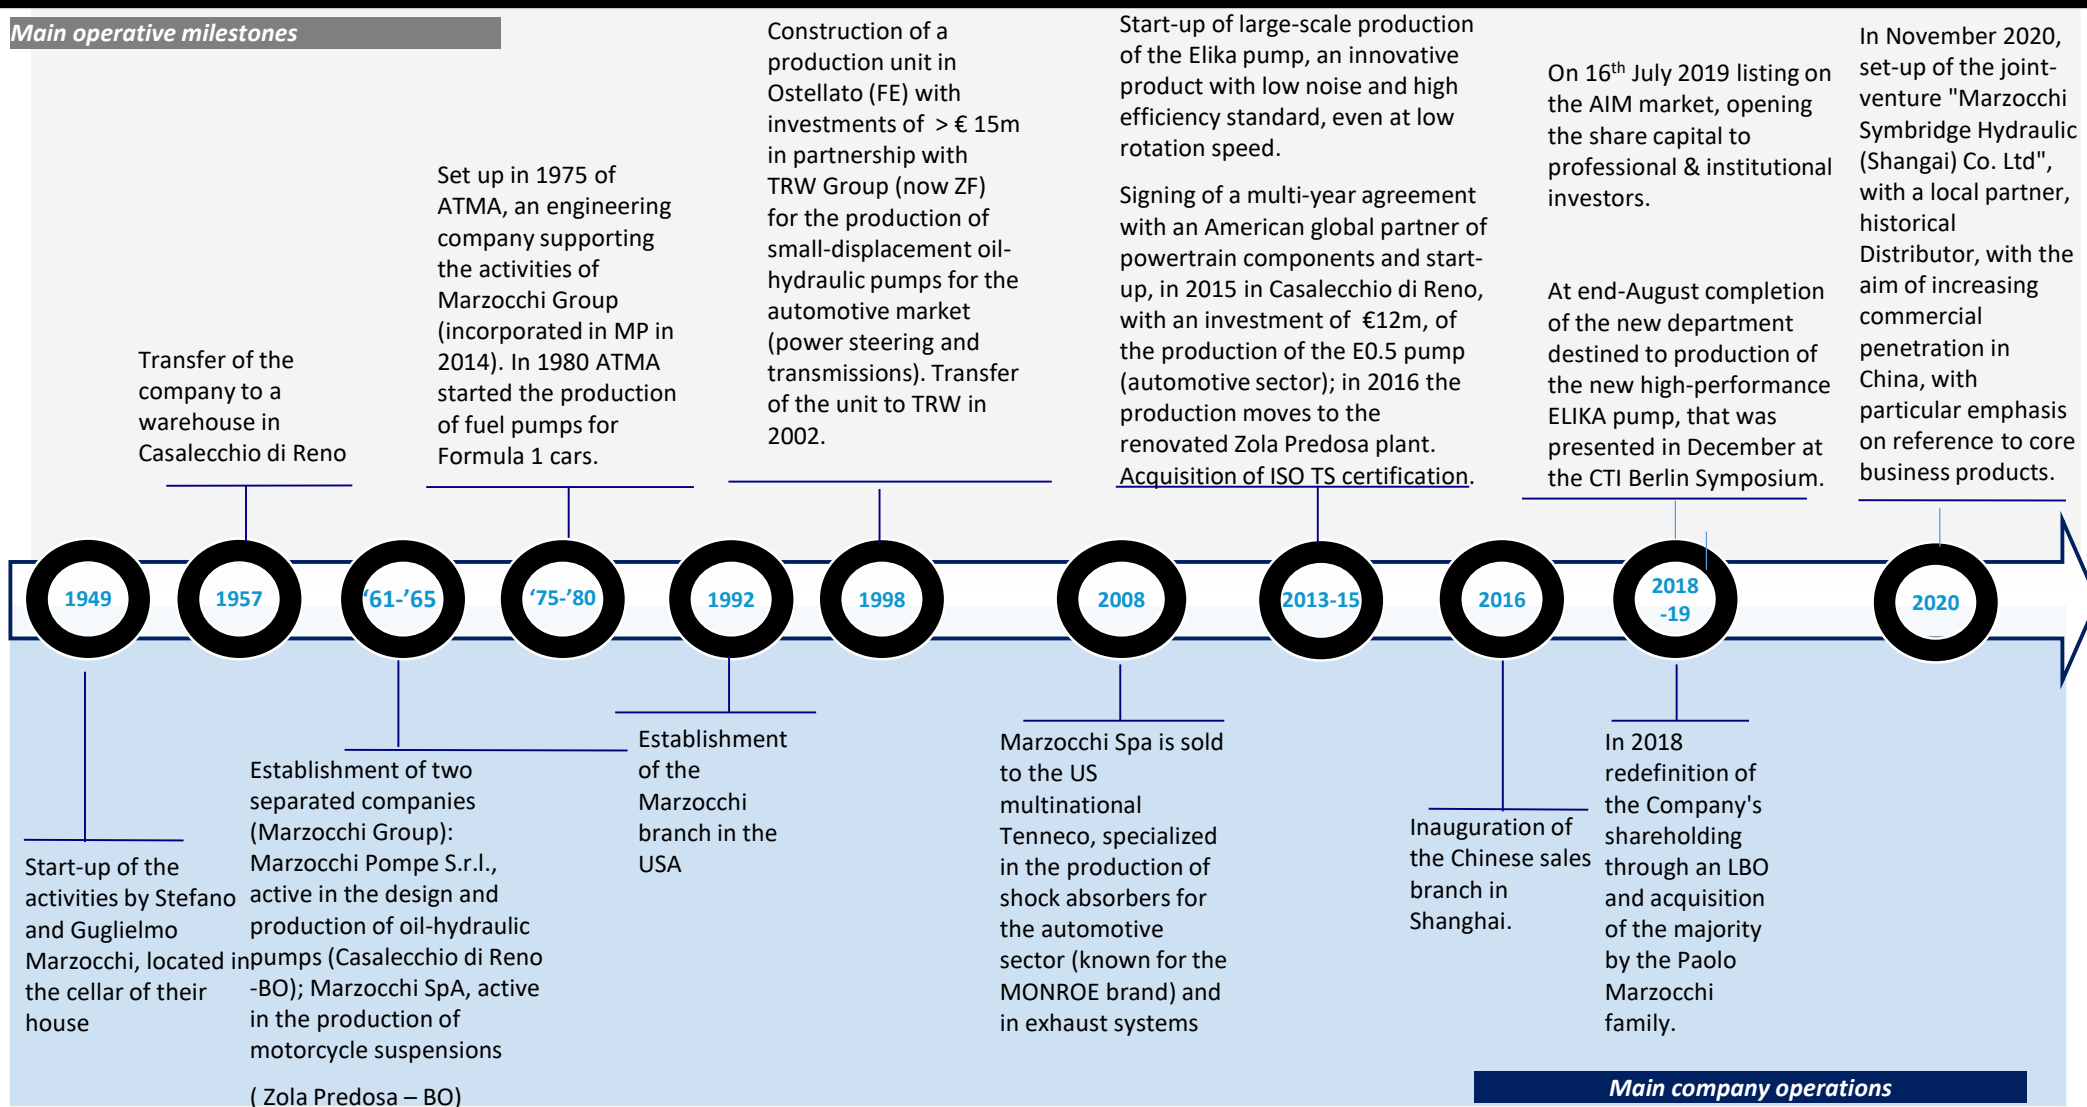 Main operative milestones
Transfer of the
company to a
warehouse in
Casalecchio di Reno
Set up in 1975 of
ATMA, an engineering
company supporting
the activities of
Marzocchi Group
(incorporated in MP in
2014). In 1980 ATMA
started the production
of fuel pumps for
Formula 1 cars.
Construction of a
production unit in
Ostellato (FE) with
investments of > € 15m
in partnership with
TRW Group (now ZF)
for the production of
small-displacement oil-
hydraulic pumps for the
automotive market
(power steering and
transmissions). Transfer
of the unit to TRW in
2002.
Start-up of large-scale production
of the Elika pump, an innovative
product with low noise and high
efficiency standard, even at low
rotation speed.
Signing of a multi-year agreement
with an American global partner of
powertrain components and start-
up, in 2015 in Casalecchio di Reno,
with an investment of €12m, of
the production of the E0.5 pump
(automotive sector); in 2016 the
production moves to the
renovated Zola Predosa plant.
Acquisition of ISO TS certification.
On 16th July 2019 listing on
the AIM market, opening
the share capital to
professional & institutional
investors.
At end-August completion
of the new department
destined to production of
the new high-performance
ELIKA pump, that was
presented in December at
the CTI Berlin Symposium.
In November 2020,
set-up of the joint-
venture "Marzocchi
Symbridge Hydraulic
(Shangai) Co. Ltd",
with a local partner,
historical
Distributor, with the
aim of increasing
commercial
penetration in
China, with
particular emphasis
on reference to core
business products.
1949
1957
‘61-’65
’75-’80
1992
1998
2008
2013-15
2016
2018
-19
2020
Start-up of the
activities by Stefano
and Guglielmo
Marzocchi, located in
the cellar of their
house
Establishment of two
separated companies
(Marzocchi Group):
Marzocchi Pompe S.r.l.,
active in the design and
production of oil-hydraulic
pumps (Casalecchio di Reno
-BO); Marzocchi SpA, active
in the production of
motorcycle suspensions
( Zola Predosa – BO)
Establishment
of the
Marzocchi
branch in the
USA
Marzocchi Spa is sold
to the US
multinational
Tenneco, specialized
in the production of
shock absorbers for
the automotive
sector (known for the
MONROE brand) and
in exhaust systems
Inauguration of
the Chinese sales
branch in
Shanghai.
In 2018
redefinition of
the Company's
shareholding
through an LBO
and acquisition
of the majority
by the Paolo
Marzocchi
family.
Main company operations